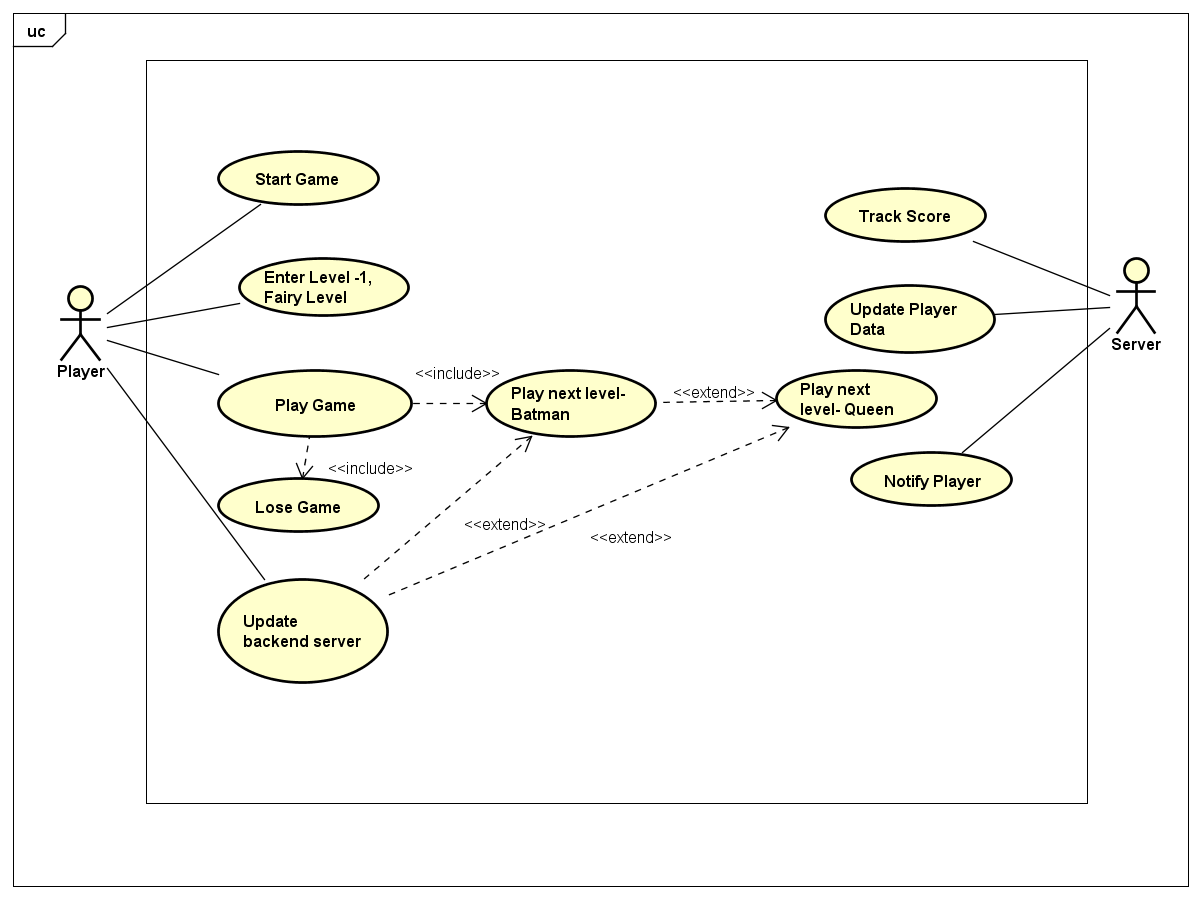 uc
Start Game
Track Score
Enter Level -1,
Fairy Level
Update Player
Data
Player
Server
Play Game
<<include>>
Play next level-
Batman
<<extend>>
Play next
level- Queen
<<include>>
Lose Game
Notify Player
<<extend>>
<<extend>>
Update
backend server